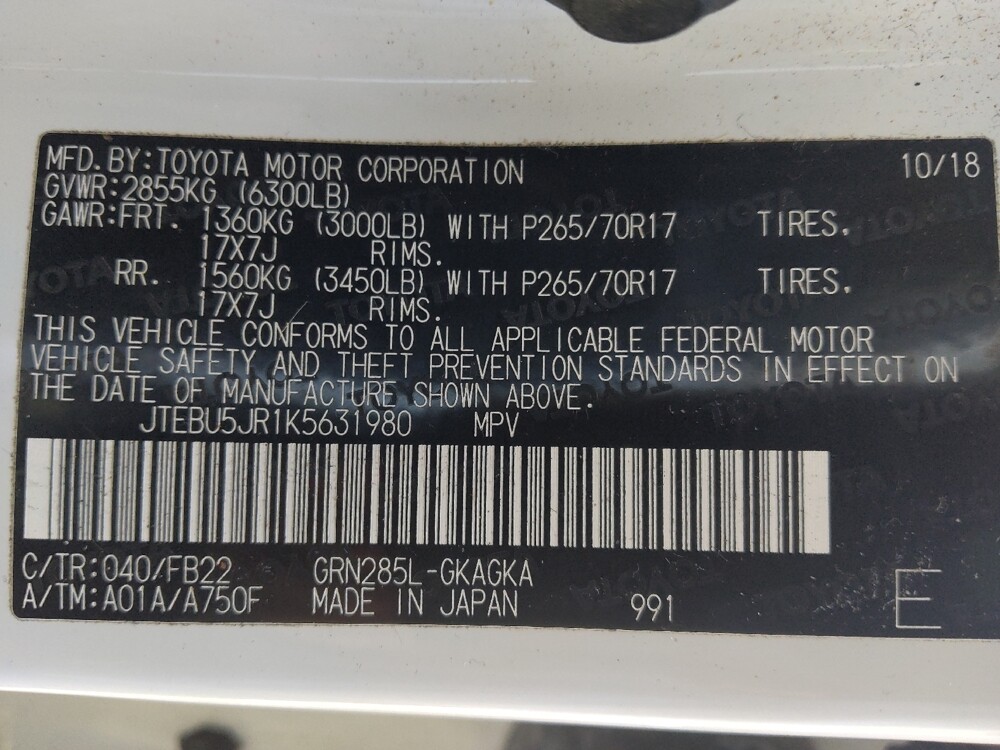 MFD.BY:TOYOTA MOTOR CORPORATION 10/18
GVWR:2855KG (6300LB)
GAWR:FRT. 1360KG (3000LB) WITH P265/70R17 TIRES.
17X7J RIMS.
RR. 1560KG (3450LB) WITH P265/70R17 TIRES.
17X7J RIMS.
THIS VEHICLE CONFORMS TO ALL APPLICABLE FEDERAL MOTOR
VEHICLE SAFETY AND THEFT PREVENTION STANDARDS IN EFFECT ON
THE DATE OF MANUFACTURE SHOWN ABOVE.
JTEBU5JR1K5631980 MPV
C/TR:040/FB22 GRN285L-GKAGKA
A/TM:A01A/A750F MADE IN JAPAN 991 E